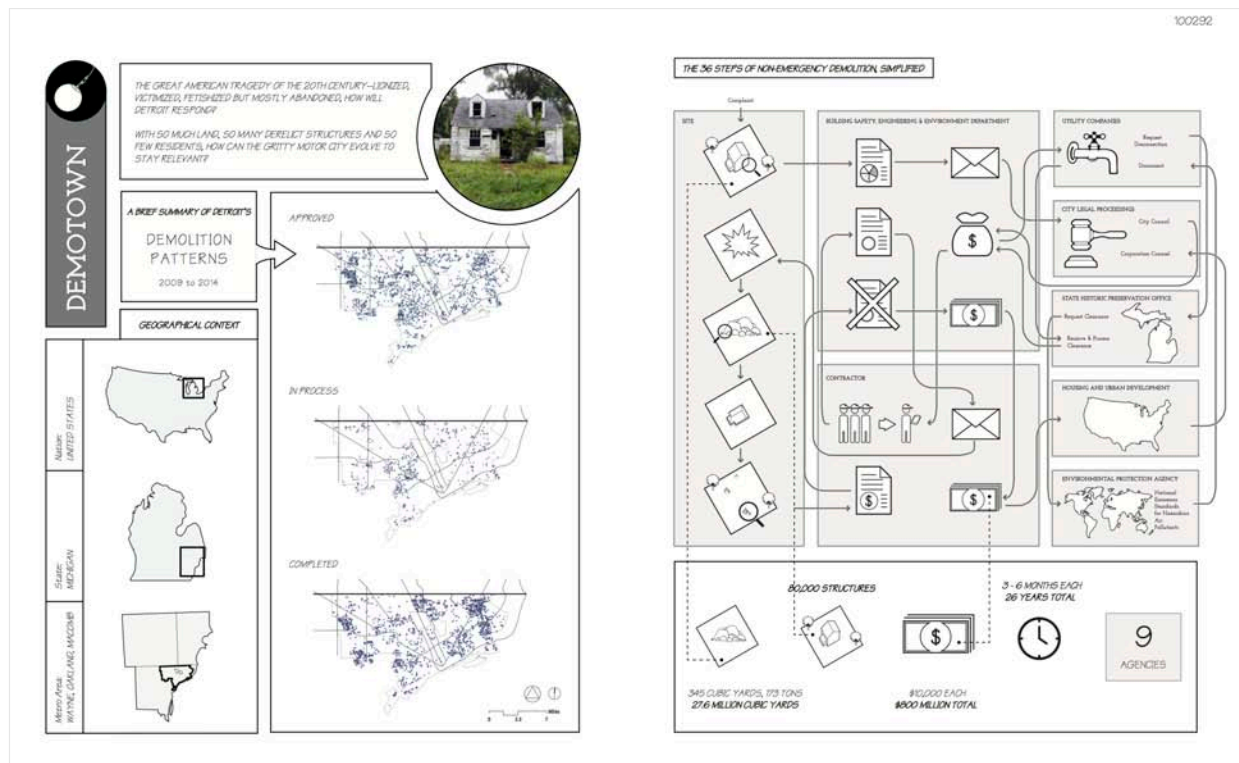 100292
DEMOTOWN
THE GREAT AMERICAN TRAGEDY OF THE 20TH CENTURY—LIONIZED,
VICTIMIZED, FETISHIZED BUT MOSTLY ABANDONED, HOW WILL
DETROIT RESPOND?
WITH SO MUCH LAND, SO MANY DERELICT STRUCTURES AND SO
FEW RESIDENTS, HOW CAN THE GRITTY MOTOR CITY EVOLVE TO
STAY RELEVANT?
A BRIEF SUMMARY OF DETROIT'S
DEMOLITION
PATTERNS
2009 to 2014
GEOGRAPHICAL CONTEXT
Nation:
UNITED STATES
State:
MICHIGAN
Metro Area:
WAYNE, OAKLAND, MACOMB
APPROVED
IN PROCESS
COMPLETED
THE 36 STEPS OF NON-EMERGENCY DEMOLITION, SIMPLIFIED
Complaint
SITE
BUILDING SAFETY, ENGINEERING & ENVIRONMENT DEPARTMENT
$
$
CONTRACTOR
$
$
UTILITY COMPANIES
Request
Disconnection
Disconnect
CITY LEGAL PROCEEDINGS
City Counsel
Corporation Counsel
STATE HISTORIC PRESERVATION OFFICE
Request Clearance
Receive & Process
Clearance
HOUSING AND URBAN DEVELOPMENT
ENVIRONMENTAL PROTECTION AGENCY
National
Emissions
Standards
for Hazardous
Air
Pollutants
80,000 STRUCTURES
345 CUBIC YARDS, 173 TONS
27.6 MILLION CUBIC YARDS
$
$10,000 EACH
$800 MILLION TOTAL
3 - 6 MONTHS EACH
26 YEARS TOTAL
9
AGENCIES